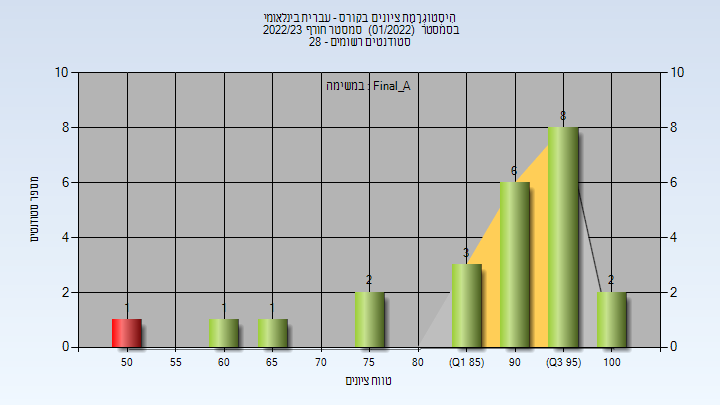 היסטוגרמת ציונים בקורס - עברית בינלאומי
בסמסטר (01/2022) סמסטר חורף 2022/23
סטודנטים רשומים - 28
במשימה : Final_A
מספר סטודנטים
10 10
8 8
6 6
4 4
2 2
0 0
1 1 1 2 3 6 8 2
50 55 60 65 70 75 80 (Q1 85) 90 (Q3 95) 100
טווח ציונים